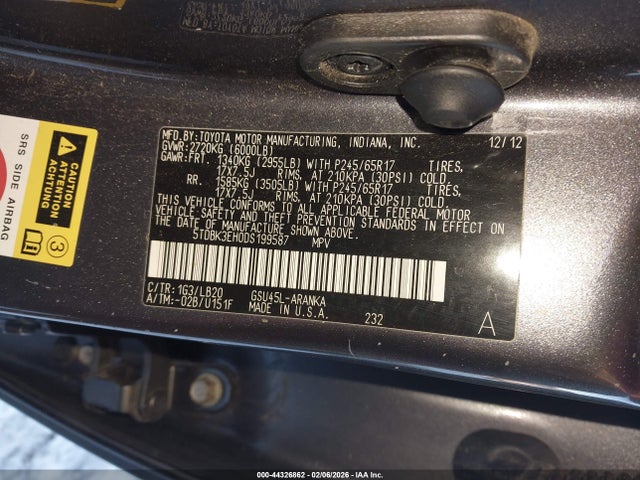 MFD.BY:TOYOTA MOTOR MANUFACTURING, INDIANA, INC. 12/12
GVWR:2720KG (6000LB)
GAWR:FRT. 1340KG (2955LB) WITH P245/65R17 TIRES,
17X7.5J RIMS, AT 210KPA (30PSI) COLD
RR. 1585KG (3505LB) WITH P245/65R17 TIRES,
17X7.5J RIMS, AT 210KPA (30PSI) COLD.
THIS VEHICLE CONFORMS TO ALL APPLICABLE FEDERAL MOTOR
VEHICLE SAFETY AND THEFT PREVENTION STANDARDS IN EFFECT ON
THE DATE OF MANUFACTURE SHOWN ABOVE.
5TDBK3EH0DS199587 MPV
C/TR: 1G3/LB20 GSU45L-ARANKA
A/TM:-02B/U151F MADE IN U.S.A. 232 A
SRS SIDE AIRBAG
CAUTION
ATTENTION
ACHTUNG
3
000-44326862 - 02/06/2026 - IAAI.com